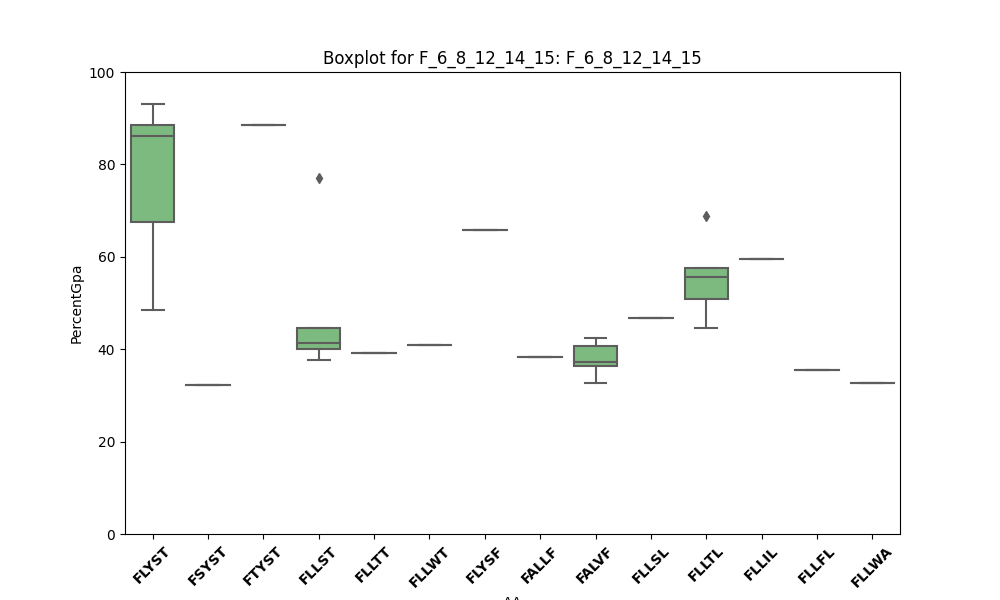 Boxplot for F_6_8_12_14_15: F_6_8_12_14_15
100
80
60
40
20
0
PercentGpa
FLYST
FSYST
FTYST
FLLST
FLLTT
FLLWT
FLYSF
FALLF
FALVF
FLLSL
FLLTL
FLLIL
FLLFL
FLLWA
AA